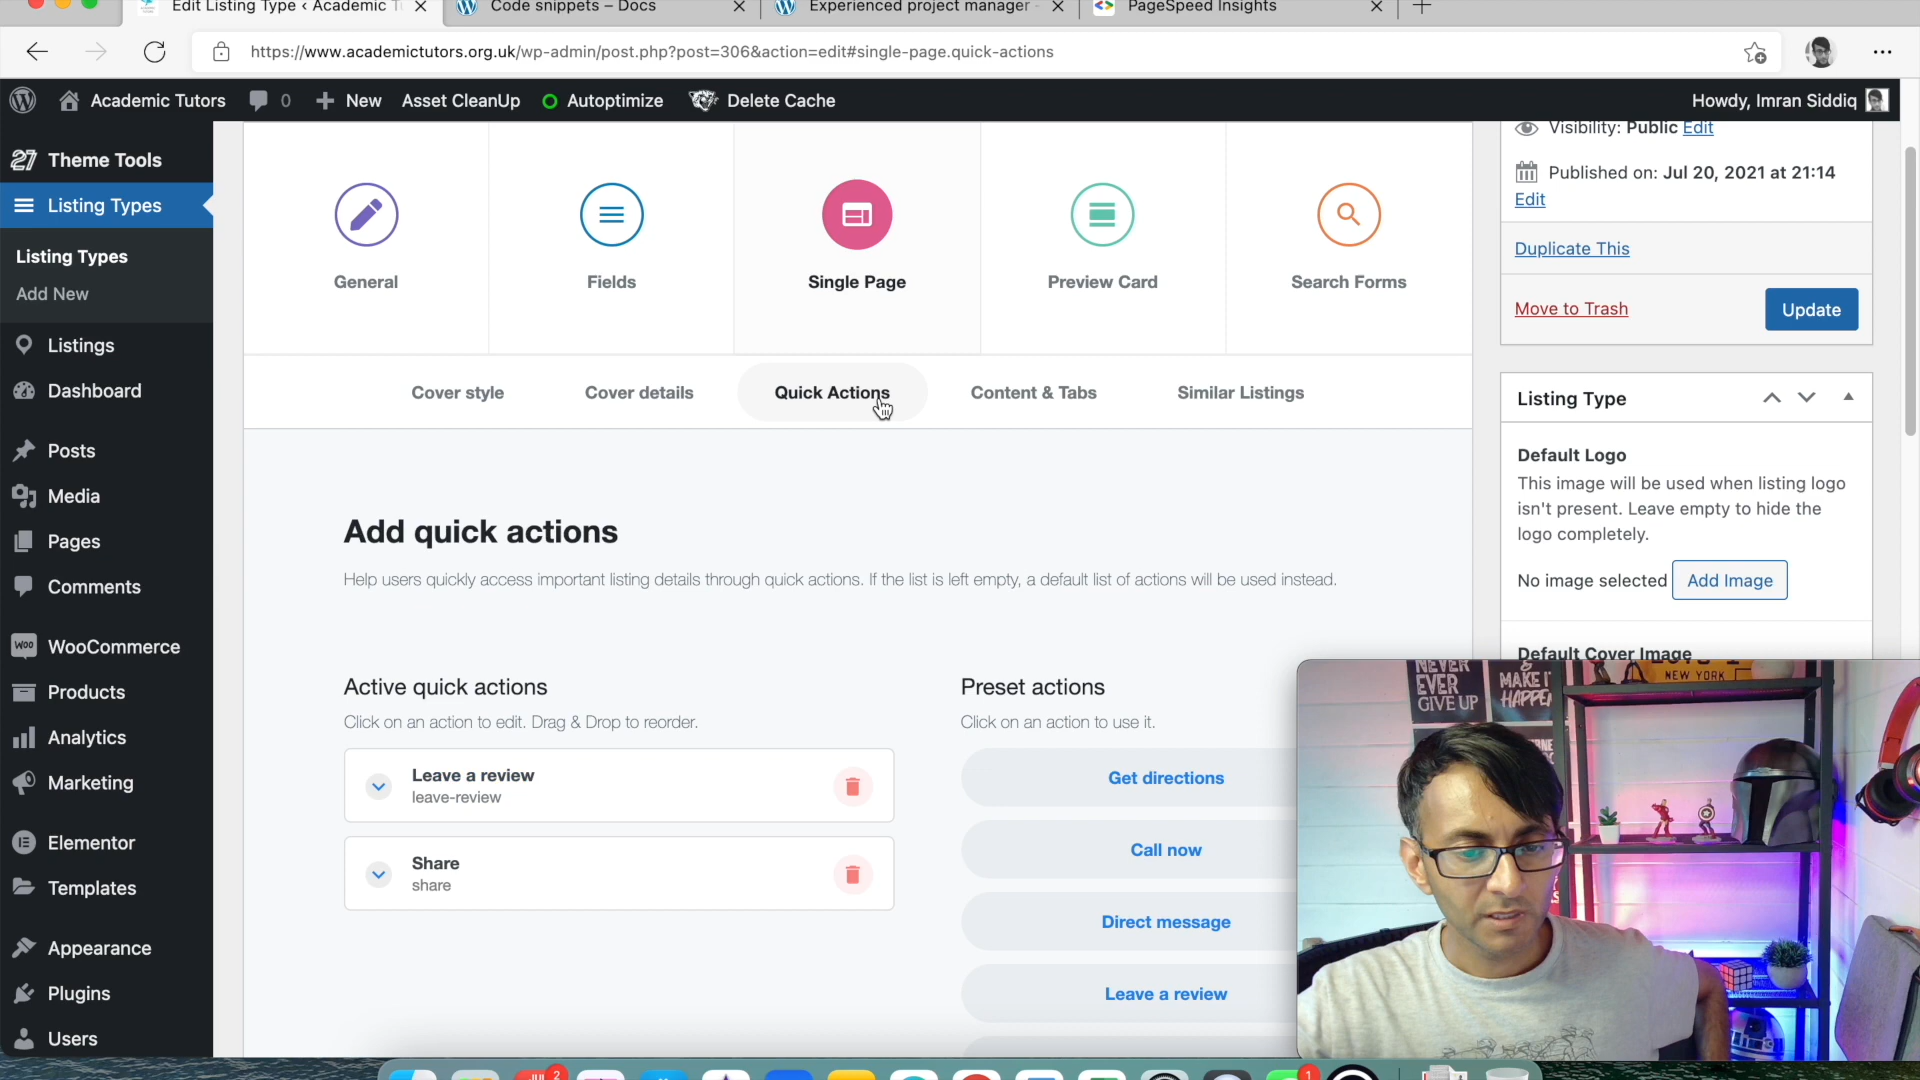 Edit Listing Type ‹ Academic T
Code snippets – Docs
Experienced project manager
PageSpeed Insights
https://www.academictutors.org.uk/wp-admin/post.php?post=306&action=edit#single-page.quick-actions
Academic Tutors
0
New
Asset CleanUp
Autoptimize
Delete Cache
Howdy, Imran Siddiq
27 Theme Tools
Listing Types
Listing Types
Add New
Listings
Dashboard
Posts
Media
Pages
Comments
Woo WooCommerce
Products
Analytics
Marketing
Elementor
Templates
Appearance
Plugins
Users
General
Fields
Single Page
Preview Card
Search Forms
Cover style
Cover details
Quick Actions
Content & Tabs
Similar Listings
Add quick actions
Help users quickly access important listing details through quick actions. If the list is left empty, a default list of actions will be used instead.
Active quick actions
Click on an action to edit. Drag & Drop to reorder.
Leave a review
leave-review
Share
share
Preset actions
Click on an action to use it.
Get directions
Call now
Direct message
Leave a review
Visibility: Public Edit
Published on: Jul 20, 2021 at 21:14
Edit
Duplicate This
Move to Trash
Update
Listing Type
Default Logo
This image will be used when listing logo
isn't present. Leave empty to hide the
logo completely.
No image selected
Add Image
Default Cover Image
NEVER
EVER
GIVE UP
MAKE IT
HAPPEN
NEW YORK
2
1